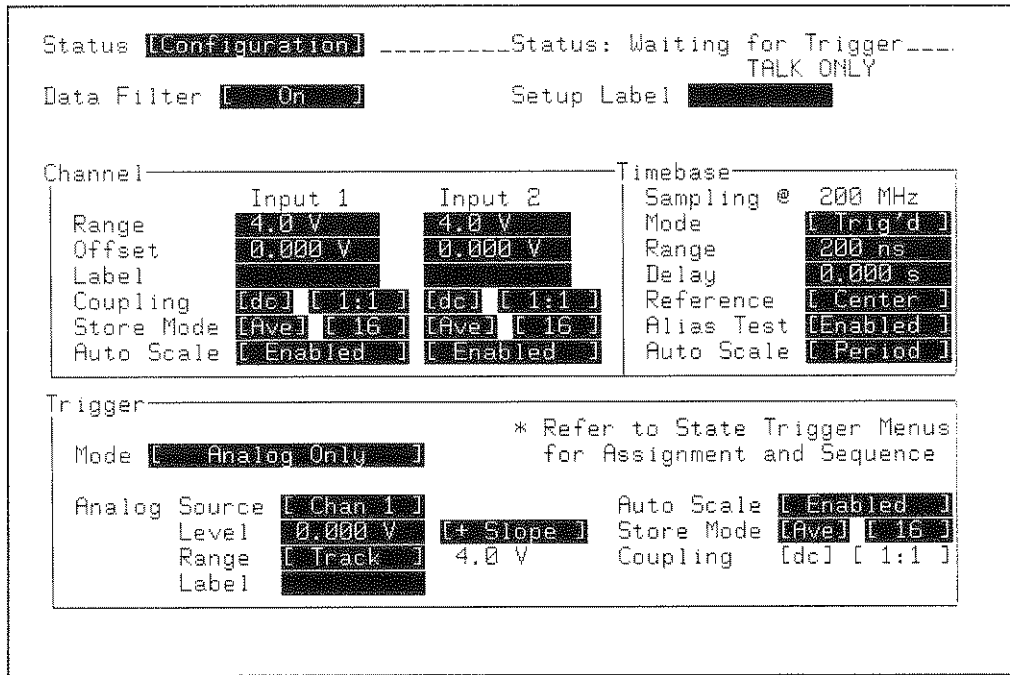 Status [Configuration] _________Status: Waiting for Trigger___.
TALK ONLY
Data Filter [ On ] Setup Label
Channel
Input 1 Input 2
Range 4.0 V 4.0 V
Offset 0.000 V 0.000 V
Label
Coupling [dc] [ 1:1 ] [dc] [ 1:1 ]
Store Mode [Ave] [ 16 ] [Ave] [ 16 ]
Auto Scale [ Enabled ] [ Enabled ]
Timebase
Sampling @ 200 MHz
Mode [ Trig'd ]
Range 200 ns
Delay 0.000 s
Reference [ Center ]
Alias Test [Enabled ]
Auto Scale [ Period ]
Trigger
* Refer to State Trigger Menus
for Assignment and Sequence
Mode [ Analog Only ]
Analog Source [ Chan 1 ]
Level 0.000 V [+ Slope ]
Range [ Track ] 4.0 V
Label
Auto Scale [ Enabled ]
Store Mode [Ave] [ 16 ]
Coupling [dc] [ 1:1 ]